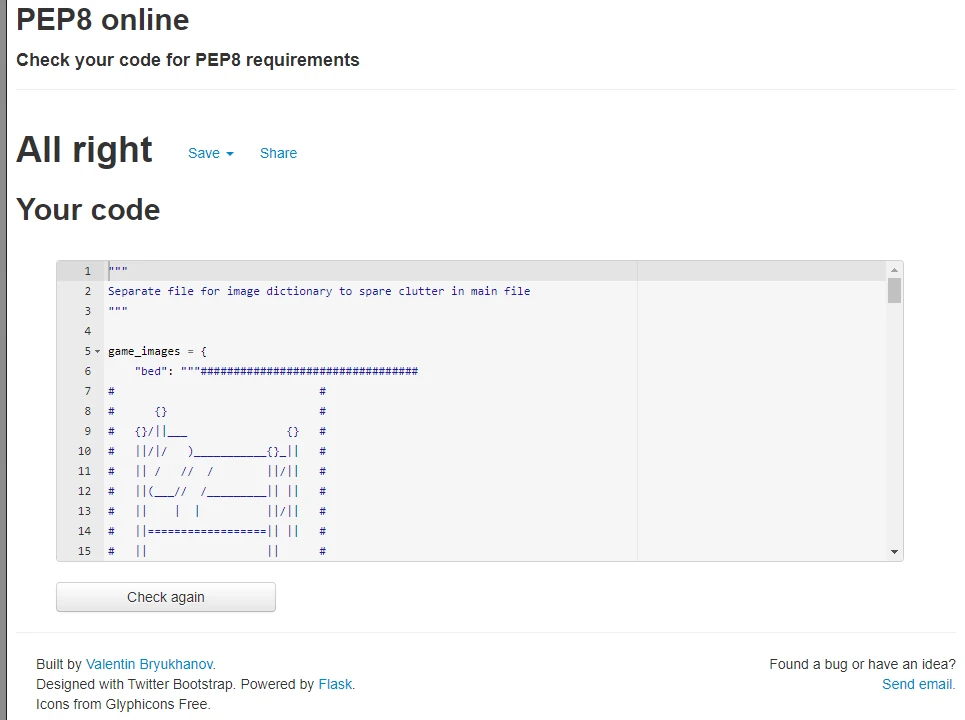 PEP8 online
Check your code for PEP8 requirements
All right Save Share
Your code
1 """
2 Separate file for image dictionary to spare clutter in main file
3 """
4
5 game_images = {
6     "bed": """#################################
7 #                               #
8 #      {}                       #
9 #   {}/||___               {}   #
10 #   ||/|/   )___________{}_||   #
11 #   || /   //  /        ||/||   #
12 #   ||(___//  /_________|| ||   #
13 #   ||    |  |          ||/||   #
14 #   ||==================|| ||   #
15 #   ||                  ||      #
Check again
Built by Valentin Bryukhanov.
Designed with Twitter Bootstrap. Powered by Flask.
Icons from Glyphicons Free.
Found a bug or have an idea?
Send email.